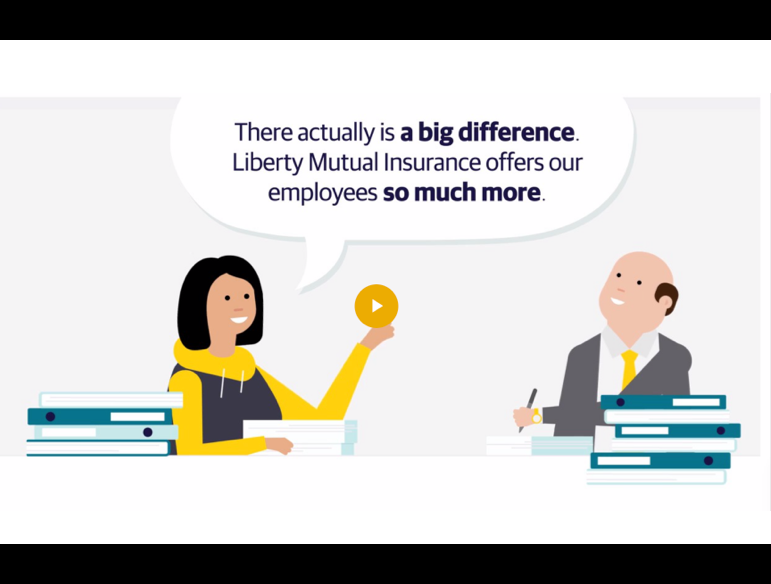 There actually is a big difference.
Liberty Mutual Insurance offers our
employees so much more.